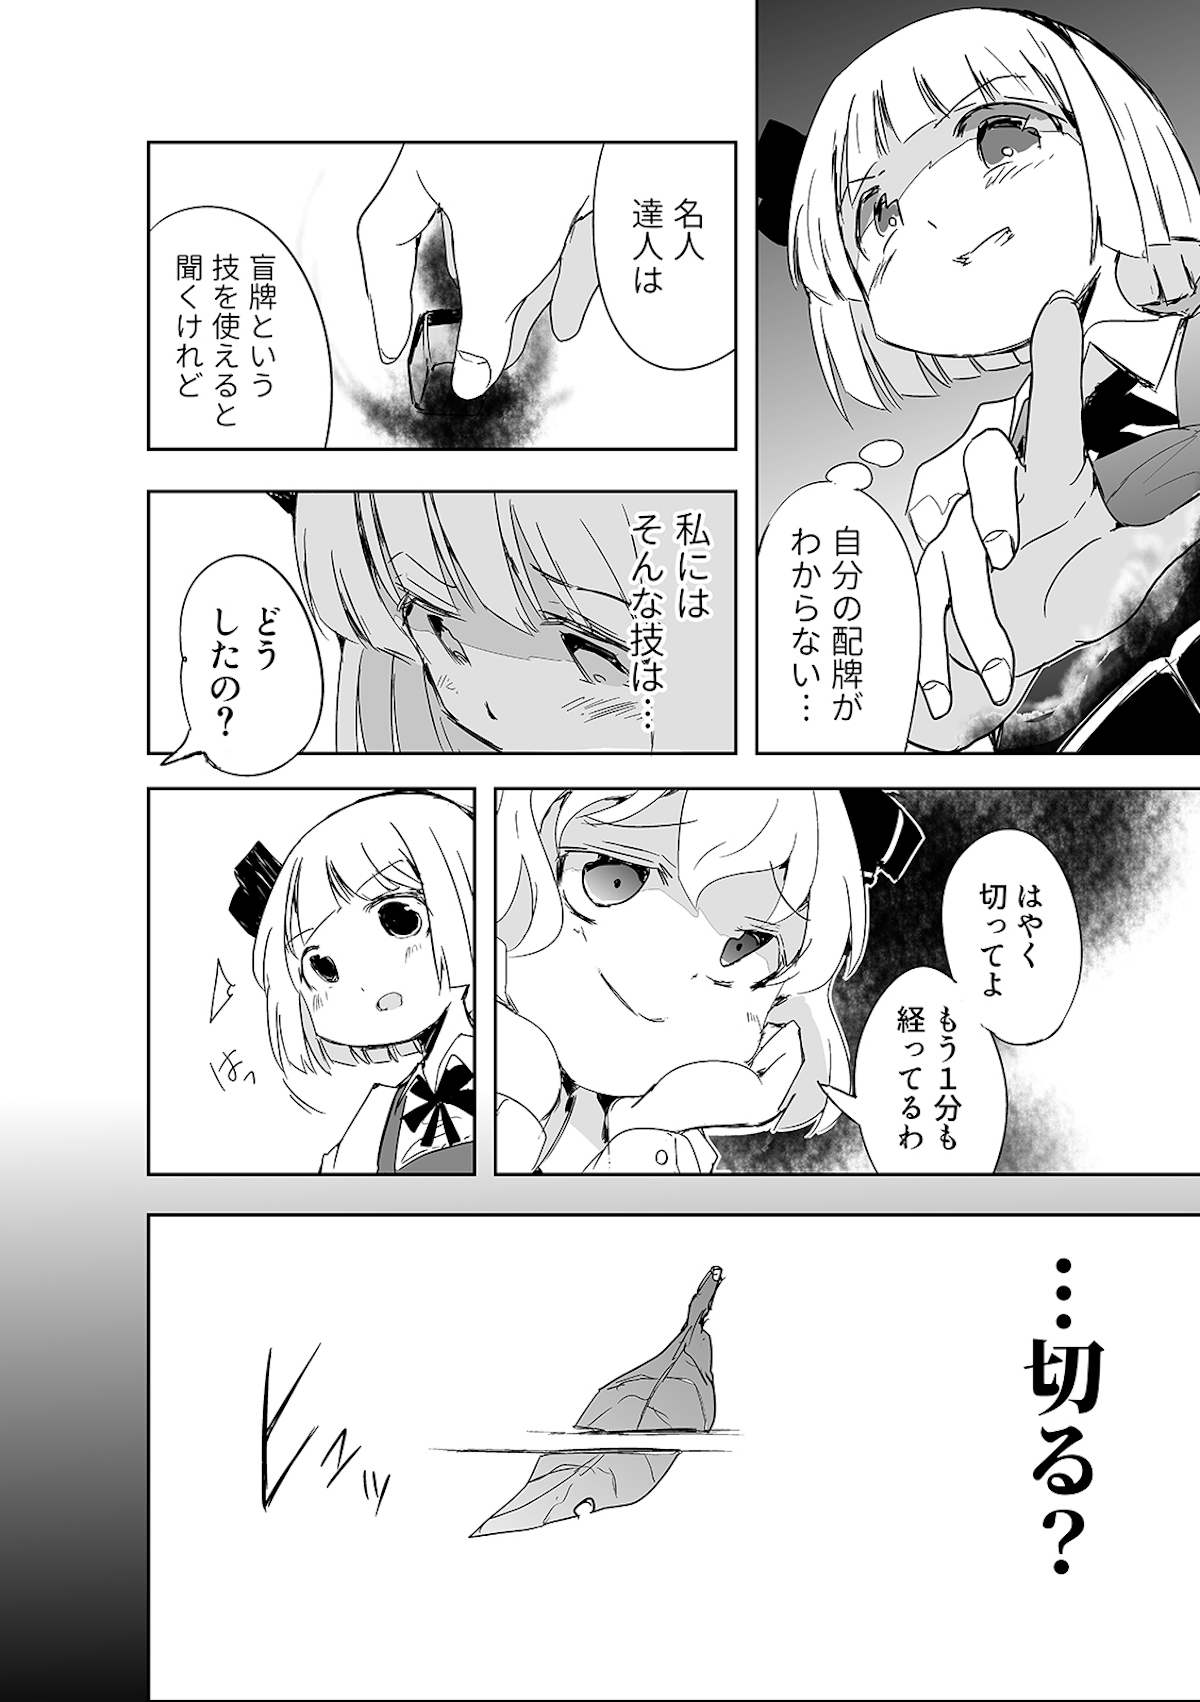 自分の配牌が
わからない…
名人
達人は
盲牌という
技を使えると
聞くけれど
私には
そんな技は…
どう
したの？
はやく
切ってよ
もう1分も
経ってるわ
はっ
…切る？
ピンッ